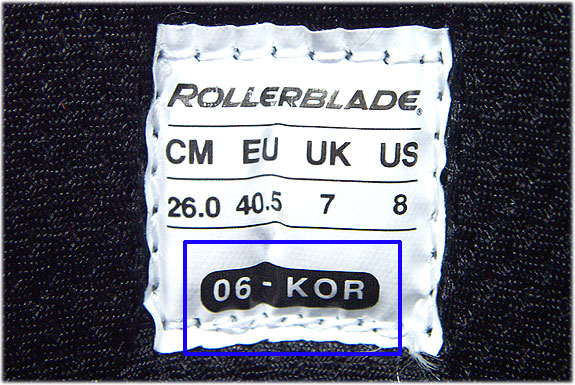 ROLLERBLADE®
CM EU UK US
26.0 40.5 7 8
06 - KOR